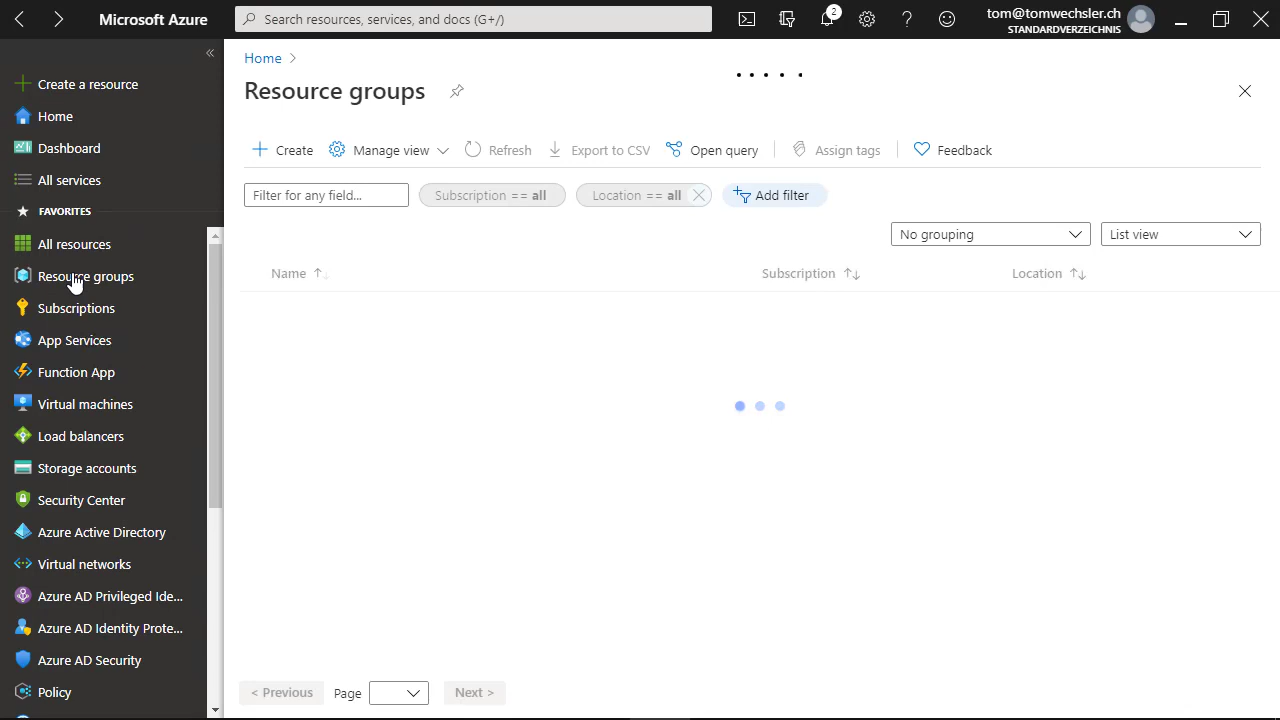 Microsoft Azure
Search resources, services, and docs (G+/)
2
tom@tomwechsler.ch
STANDARDVERZEICHNIS
«
Create a resource
Home
Dashboard
All services
FAVORITES
All resources
Resource groups
Subscriptions
App Services
Function App
Virtual machines
Load balancers
Storage accounts
Security Center
Azure Active Directory
Virtual networks
Azure AD Privileged Ide...
Azure AD Identity Prote...
Azure AD Security
Policy
Home >
Resource groups
Create
Manage view
Refresh
Export to CSV
Open query
Assign tags
Feedback
Filter for any field...
Subscription == all
Location == all
Add filter
No grouping
List view
Name
Subscription
Location
< Previous
Page
Next >